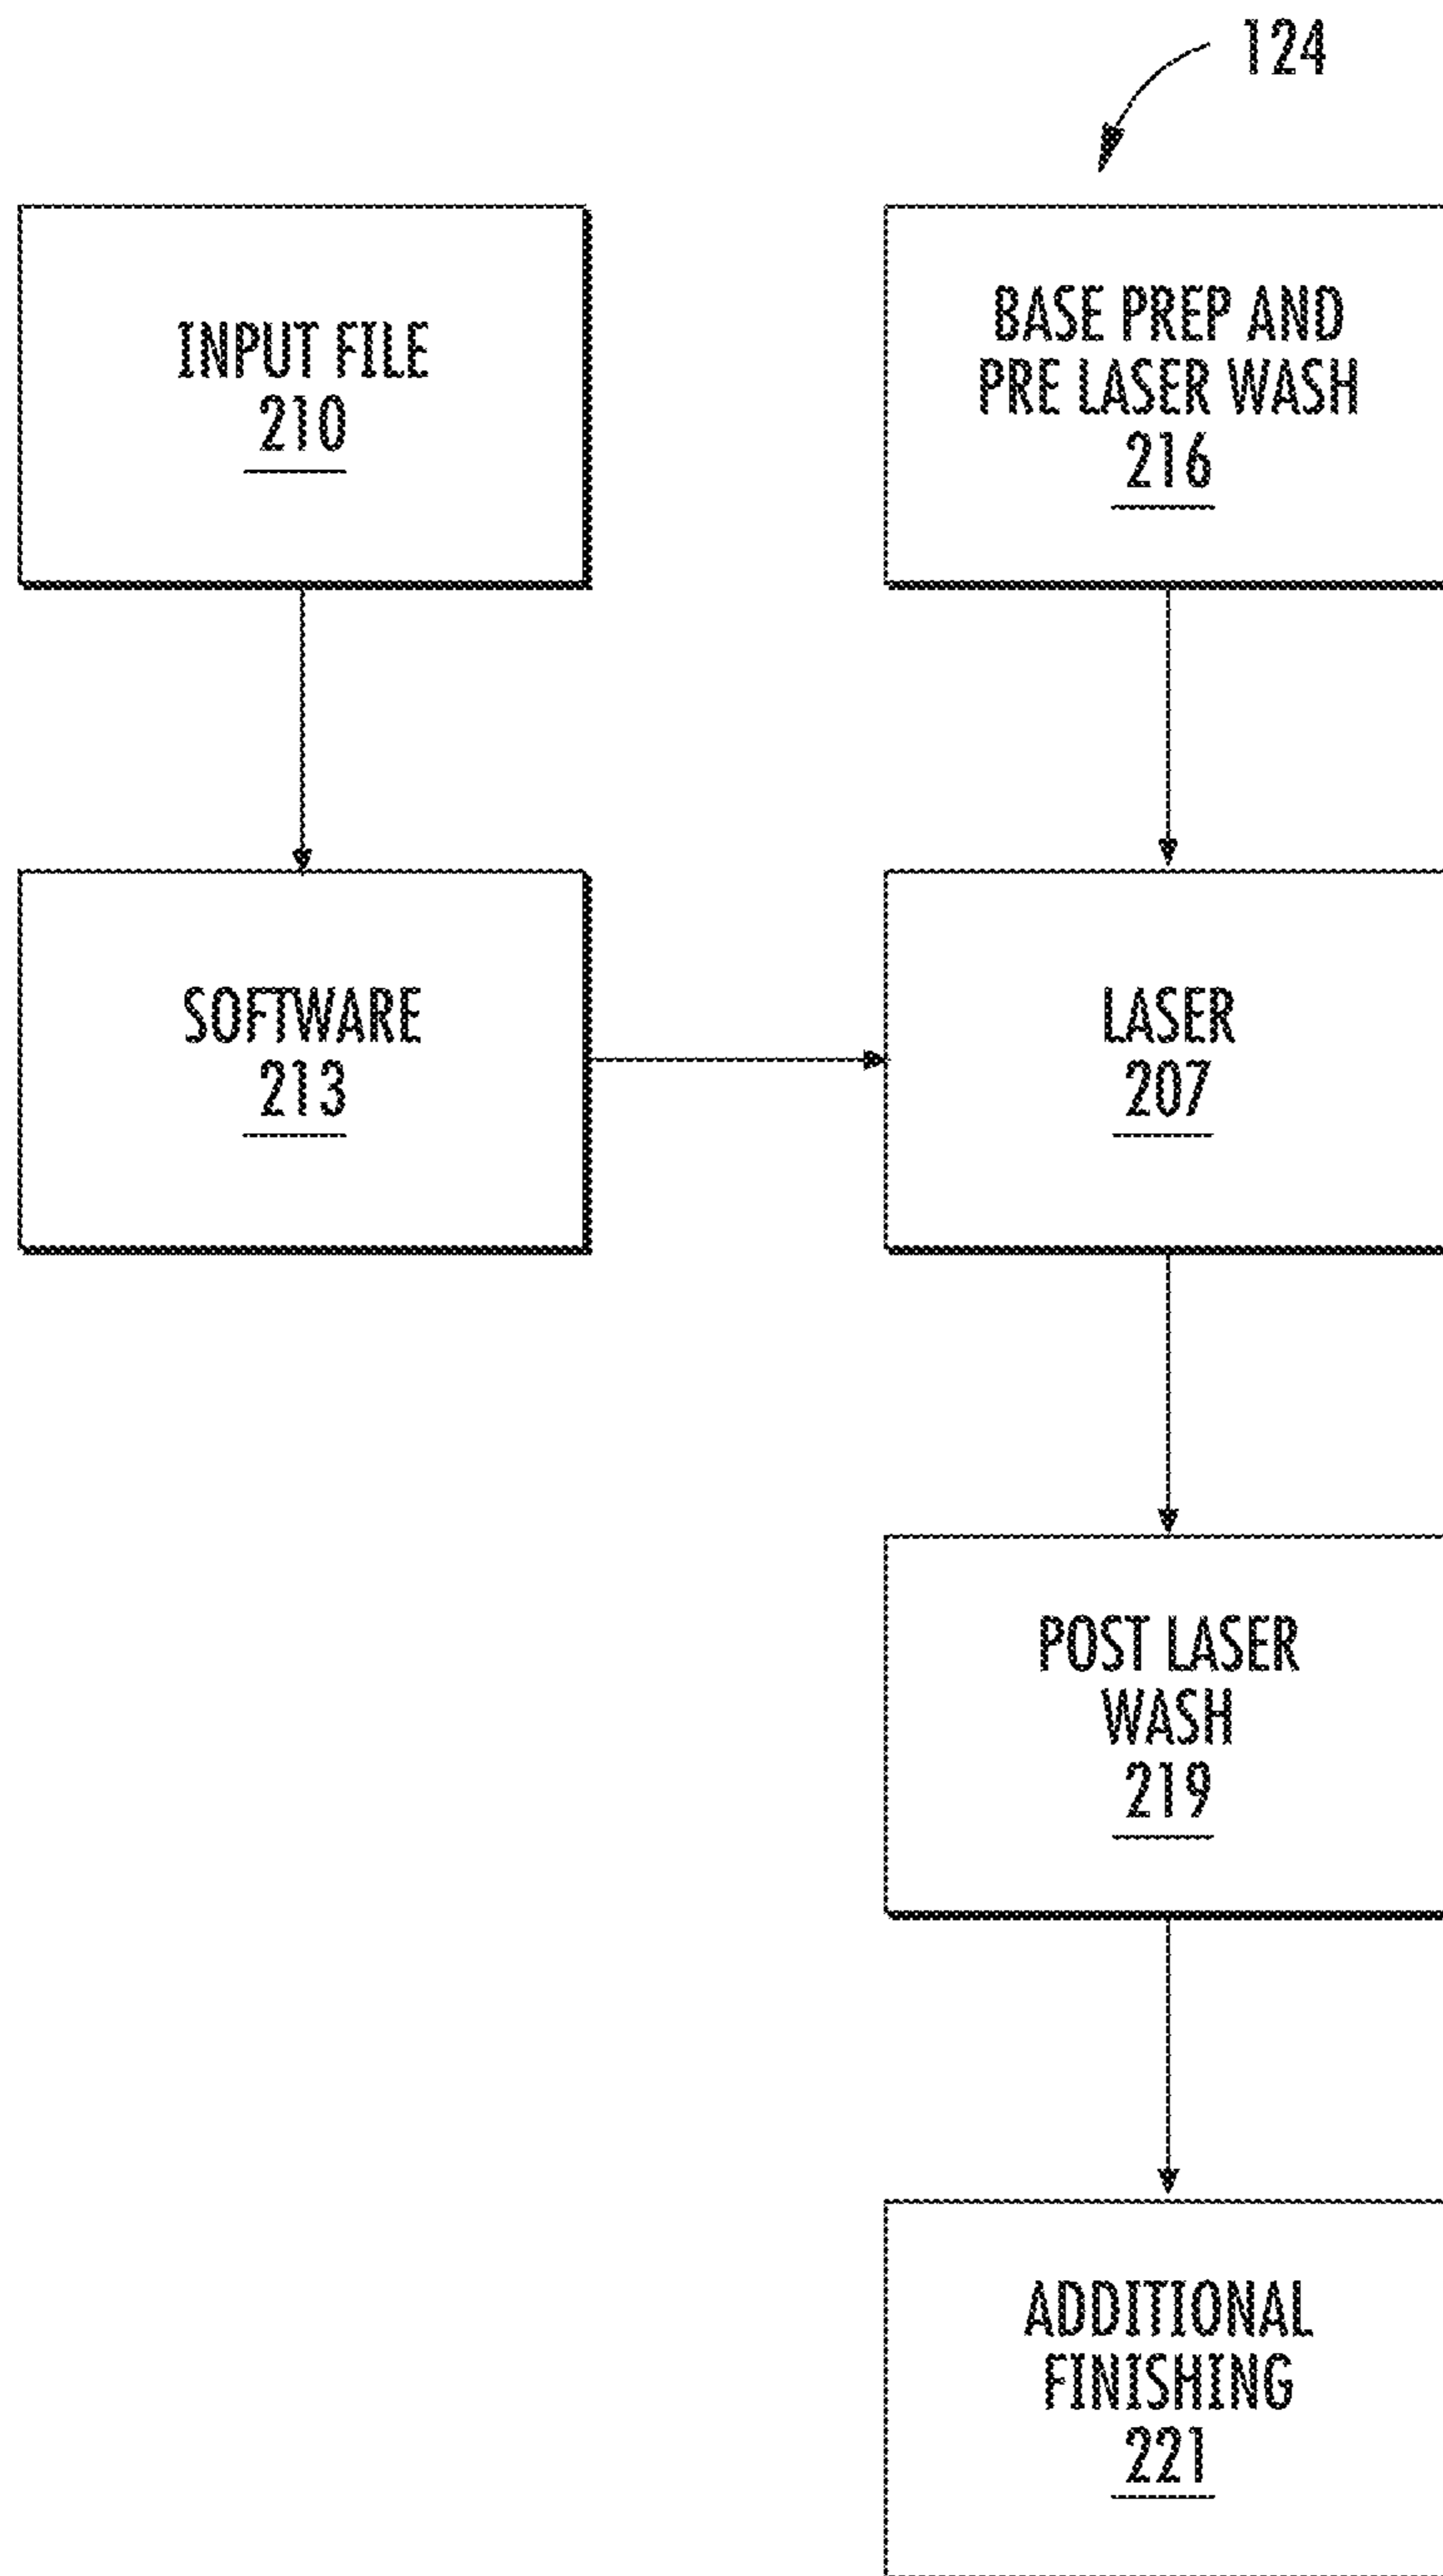 124
INPUT FILE
210
BASE PREP AND
PRE LASER WASH
216
SOFTWARE
213
LASER
207
POST LASER
WASH
219
ADDITIONAL
FINISHING
221